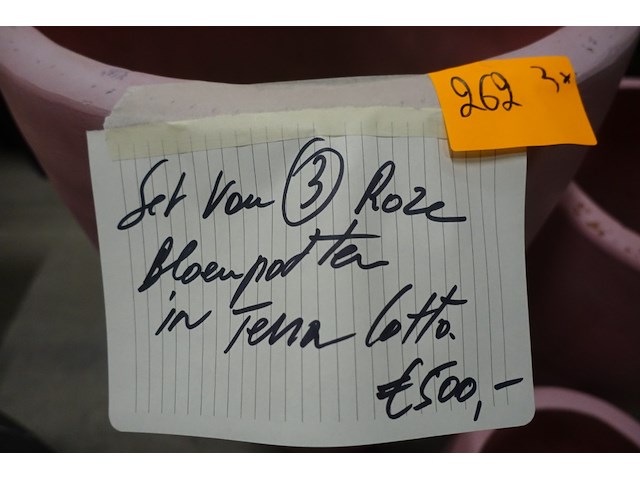 262 3x
Set van 3 Roze
Bloempotten
in Terra Cotta.
€500,-